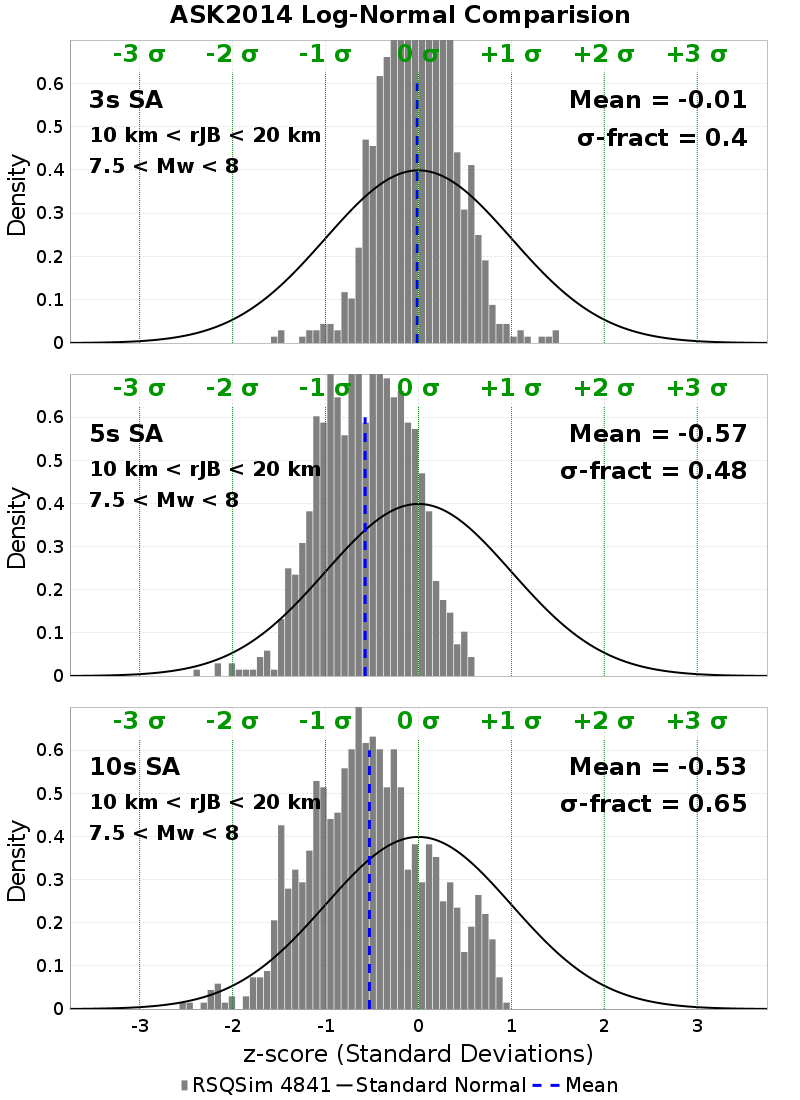 ASK2014 Log-Normal Comparision
-3 σ -2 σ -1 σ 0 σ +1 σ +2 σ +3 σ
3s SA
10 km < rJB < 20 km
7.5 < Mw < 8
Mean = -0.01
σ-fract = 0.4
Density
0.6
0.5
0.4
0.3
0.2
0.1
0
-3 σ -2 σ -1 σ 0 σ +1 σ +2 σ +3 σ
5s SA
10 km < rJB < 20 km
7.5 < Mw < 8
Mean = -0.57
σ-fract = 0.48
Density
0.6
0.5
0.4
0.3
0.2
0.1
0
-3 σ -2 σ -1 σ 0 σ +1 σ +2 σ +3 σ
10s SA
10 km < rJB < 20 km
7.5 < Mw < 8
Mean = -0.53
σ-fract = 0.65
Density
0.6
0.5
0.4
0.3
0.2
0.1
0
-3 -2 -1 0 1 2 3
z-score (Standard Deviations)
RSQSim 4841 Standard Normal Mean